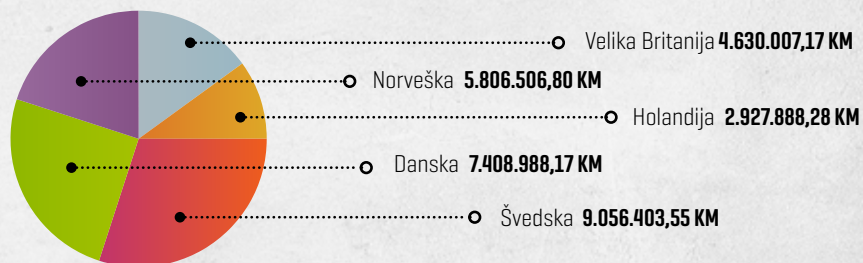 Velika Britanija 4.630.007,17 KM
Norveška 5.806.506,80 KM
Holandija 2.927.888,28 KM
Danska 7.408.988,17 KM
Švedska 9.056.403,55 KM